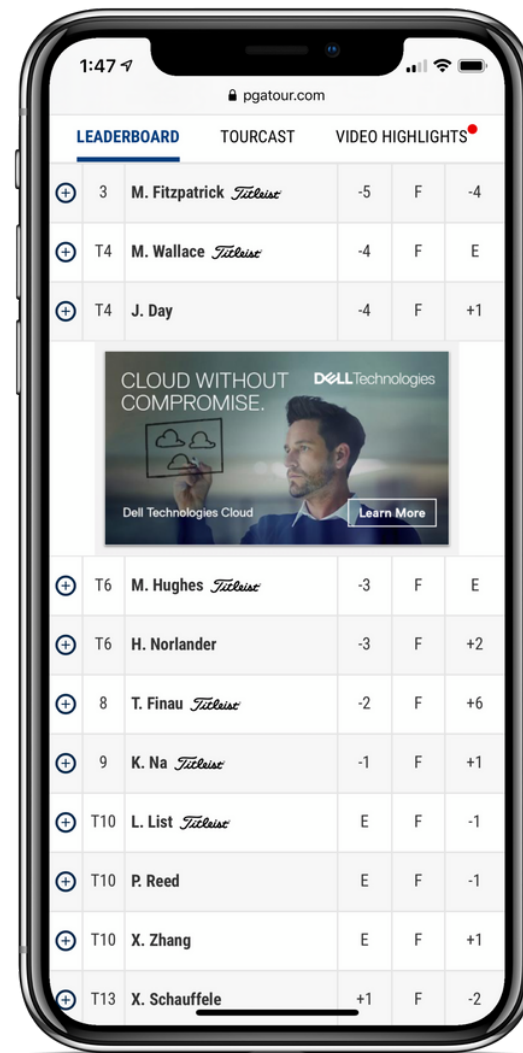 1:47
pgatour.com
LEADERBOARD TOURCAST VIDEO HIGHLIGHTS
3 M. Fitzpatrick Titleist -5 F -4
T4 M. Wallace Titleist -4 F E
T4 J. Day -4 F +1
CLOUD WITHOUT COMPROMISE.
DELL Technologies
Dell Technologies Cloud
Learn More
T6 M. Hughes Titleist -3 F E
T6 H. Norlander -3 F +2
8 T. Finau Titleist -2 F +6
9 K. Na Titleist -1 F +1
T10 L. List Titleist E F -1
T10 P. Reed E F -1
T10 X. Zhang E F +1
T13 X. Schauffele +1 F -2